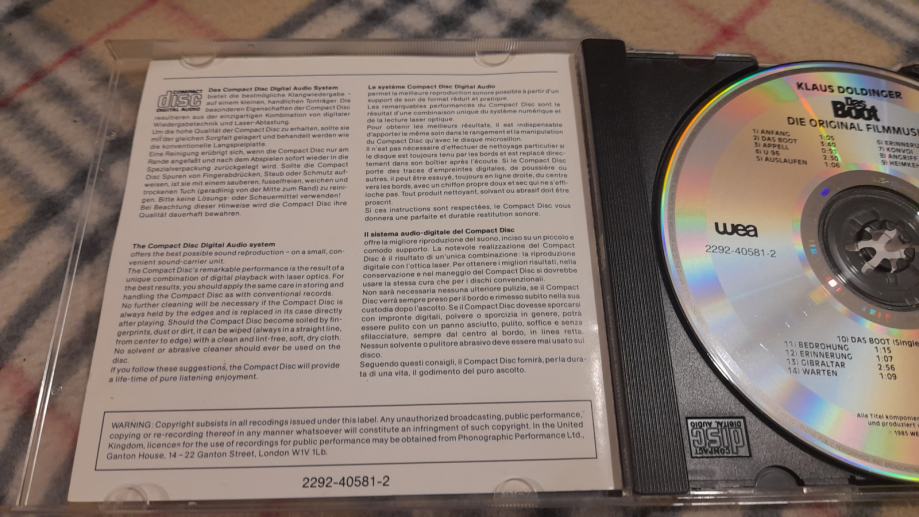 COMPACT
disc
DIGITAL AUDIO
Das Compact Disc Digital Audio System
bietet die bestmögliche Klangwiedergabe -
auf einem kleinen, handlichen Tonträger. Die
besonderen Eigenschaften der Compact Disc
resultieren aus der einzigartigen Kombination von digitaler
Wiedergabetechnik und Laser-Abtastung.
Um die hohe Qualität der Compact Disc zu erhalten, sollte sie
mit der gleichen Sorgfalt gelagert und behandelt werden wie
die konventionelle Langspielplatte.
Eine Reinigung erübrigt sich, wenn die Compact Disc nur am
Rande angefaßt und nach dem Abspielen sofort wieder in die
Spezialverpackung zurückgelegt wird. Sollte die Compact
Disc Spuren von Fingerabdrücken, Staub oder Schmutz auf-
weisen, ist sie mit einem sauberen, fusselfreien, weichen und
trockenen Tuch (geradlinig von der Mitte zum Rand) zu reini-
gen. Bitte keine Lösungs- oder Scheuermittel verwenden!
Bei Beachtung dieser Hinweise wird die Compact Disc ihre
Qualität dauerhaft bewahren.
The Compact Disc Digital Audio system
offers the best possible sound reproduction - on a small, con-
venient sound-carrier unit.
The Compact Disc's remarkable performance is the result of a
unique combination of digital playback with laser optics. For
the best results, you should apply the same care in storing and
handling the Compact Disc as with conventional records.
No further cleaning will be necessary if the Compact Disc is
always held by the edges and is replaced in its case directly
after playing. Should the Compact Disc become soiled by fin-
gerprints, dust or dirt, it can be wiped (always in a straight line,
from center to edge) with a clean and lint-free, soft, dry cloth.
No solvent or abrasive cleaner should ever be used on the
disc.
If you follow these suggestions, the Compact Disc will provide
a life-time of pure listening enjoyment.
Le système Compact Disc Digital Audio
permet la meilleure reproduction sonore possible à partir d'un
support de son de format réduit et pratique.
Les remarquables performances du Compact Disc sont le
résultat d'une combinaison unique du système numérique et
de la lecture laser optique.
Pour obtenir les meilleurs résultats, il est indispensable
d'apporter le même soin dans le rangement et la manipulation
du Compact Disc qu'avec le disque microsillon.
Il n'est pas nécessaire d'effectuer de nettoyage particulier si
le disque est toujours tenu par les bords et est replacé direc-
tement dans son boîtier après l'écoute. Si le Compact Disc
porte des traces d'empreintes digitales, de poussière ou
autres, il peut être essuyé, toujours en ligne droite, du centre
vers les bords, avec un chiffon propre doux et sec qui ne s'effi-
loche pas. Tout produit nettoyant, solvant ou abrasif doit être
proscrit.
Si ces instructions sont respectées, le Compact Disc vous
donnera une parfaite et durable restitution sonore.
Il sistema audio-digitale del Compact Disc
offre la migliore riproduzione del suono, inciso su un piccolo e
comodo supporto. La notevole realizzazione del Compact
Disc è il risultato di un'unica combinazione: la riproduzione
digitale con l'ottica laser. Per ottenere i migliori risultati, nella
conservazione e nel maneggio del Compact Disc si dovrebbe
usare la stessa cura che per i dischi convenzionali.
Non sarà necessaria nessuna ulteriore pulizia, se il Compact
Disc verrà sempre preso per il bordo e rimesso subito nella sua
custodia dopo l'ascolto. Se il Compact Disc dovesse sporcarsi
con impronte digitali, polvere o sporcizia in genere, potrà
essere pulito con un panno asciutto, pulito, soffice e senza
sfilacciature, sempre dal centro al bordo, in linea retta.
Nessun solvente o pulitore abrasivo deve essere mai usato sul
disco.
Seguendo questi consigli, il Compact Disc fornirà, per la dura-
ta di una vita, il godimento del puro ascolto.
WARNING: Copyright subsists in all recodings issued under this label. Any unauthorized broadcasting, public performance,
copying or re-recording thereof in any manner whatsoever will constitute an infringement of such copyright. In the United
Kingdom, licences for the use of recordings for public performance may be obtained from Phonographic Performance Ltd.,
Ganton House, 14-22 Ganton Street, London W1V 1Lb.
2292-40581-2
KLAUS DOLDINGER
Das
Boot
DIE ORIGINAL FILMMUS
1) ANFANG
2) DAS BOOT
3) APPELL
4) U 96 2:30
5) AUSLAUFEN 1:06
6) ERINNERU
7) KONVOI
8) ANGRIFF
9) HEIMKEH
wea
2292-40581-2
10) DAS BOOT (Single
11) BEDROHUNG 1:15
12) ERINNERUNG 1:07
13) GIBRALTAR 2:56
14) WARTEN 1:09
Alle Titel komponier
und produziert
1985 WE
COMPACT
disc
DIGITAL AUDIO